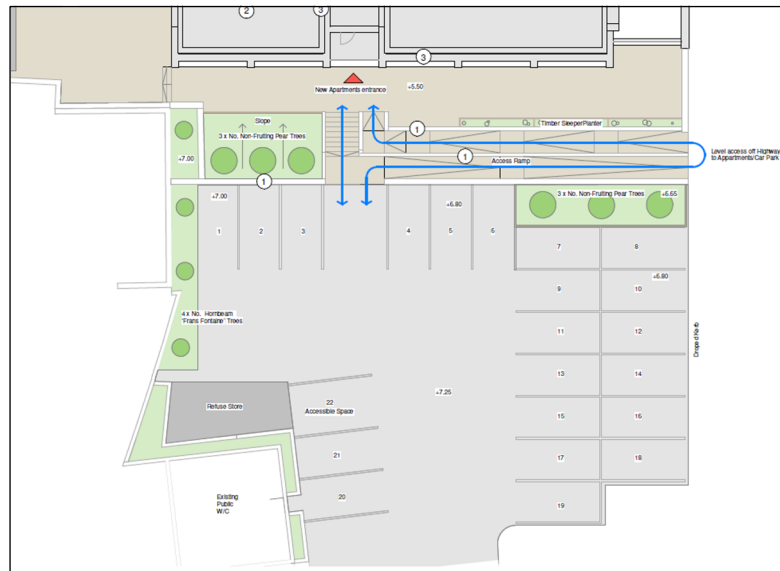 2
3
3
New Apartments entrance
+5.50
Slope
3 x No. Non-Fruiting Pear Trees
1
Timber Sleeper Planter
+7.00
1
Access Ramp
Level access off Highway
to Appartments/Car Park
1
+7.00
+6.80
3 x No. Non-Fruiting Pear Trees
+6.65
1
2
3
4
5
6
7
8
9
10
+6.80
4 x No. Hornbeam
'Frans Fontaine' Trees
11
12
Droped Kerb
13
14
Refuse Store
22
Accessible Space
+7.25
15
16
21
17
18
20
19
Existing
Public
W/C